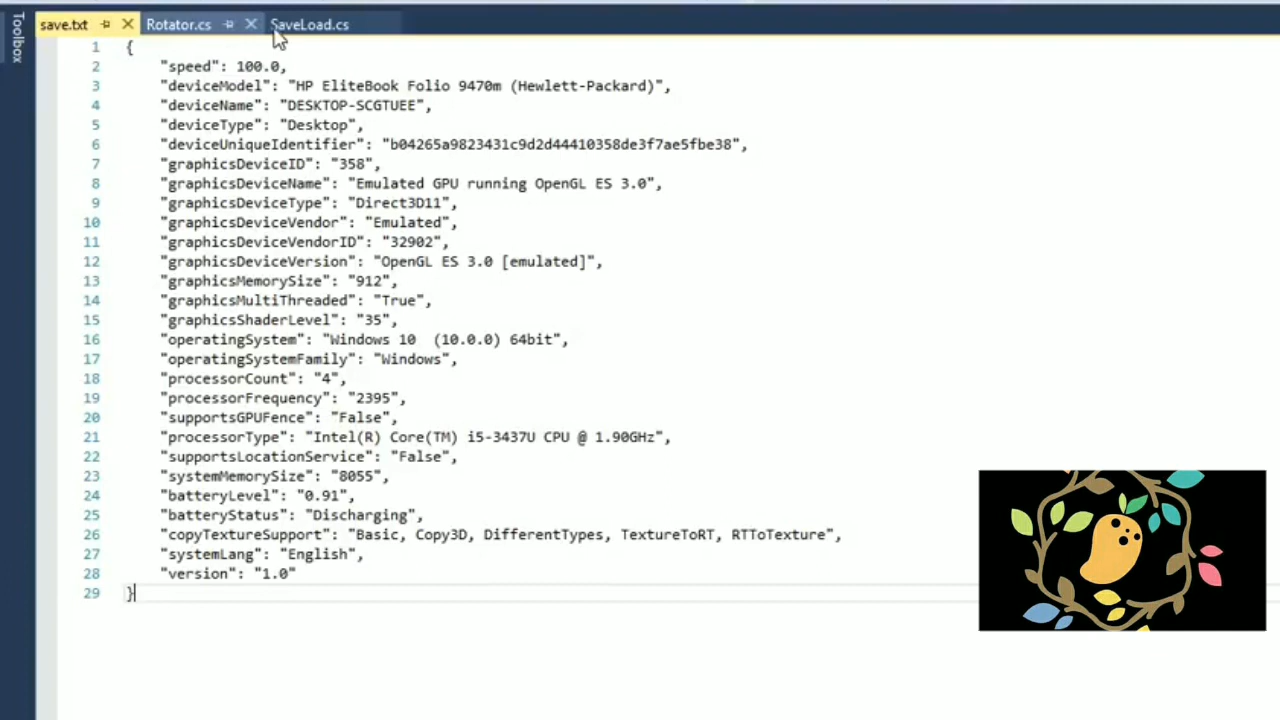 Toolbox
save.txt
Rotator.cs
SaveLoad.cs
1 {
2 "speed": 100.0,
3 "deviceModel": "HP EliteBook Folio 9470m (Hewlett-Packard)",
4 "deviceName": "DESKTOP-SCGTUEE",
5 "deviceType": "Desktop",
6 "deviceUniqueIdentifier": "b04265a9823431c9d2d44410358de3f7ae5fbe38",
7 "graphicsDeviceID": "358",
8 "graphicsDeviceName": "Emulated GPU running OpenGL ES 3.0",
9 "graphicsDeviceType": "Direct3D11",
10 "graphicsDeviceVendor": "Emulated",
11 "graphicsDeviceVendorID": "32902",
12 "graphicsDeviceVersion": "OpenGL ES 3.0 [emulated]",
13 "graphicsMemorySize": "912",
14 "graphicsMultiThreaded": "True",
15 "graphicsShaderLevel": "35",
16 "operatingSystem": "Windows 10  (10.0.0) 64bit",
17 "operatingSystemFamily": "Windows",
18 "processorCount": "4",
19 "processorFrequency": "2395",
20 "supportsGPUFence": "False",
21 "processorType": "Intel(R) Core(TM) i5-3437U CPU @ 1.90GHz",
22 "supportsLocationService": "False",
23 "systemMemorySize": "8055",
24 "batteryLevel": "0.91",
25 "batteryStatus": "Discharging",
26 "copyTextureSupport": "Basic, Copy3D, DifferentTypes, TextureToRT, RTToTexture",
27 "systemLang": "English",
28 "version": "1.0"
29 }